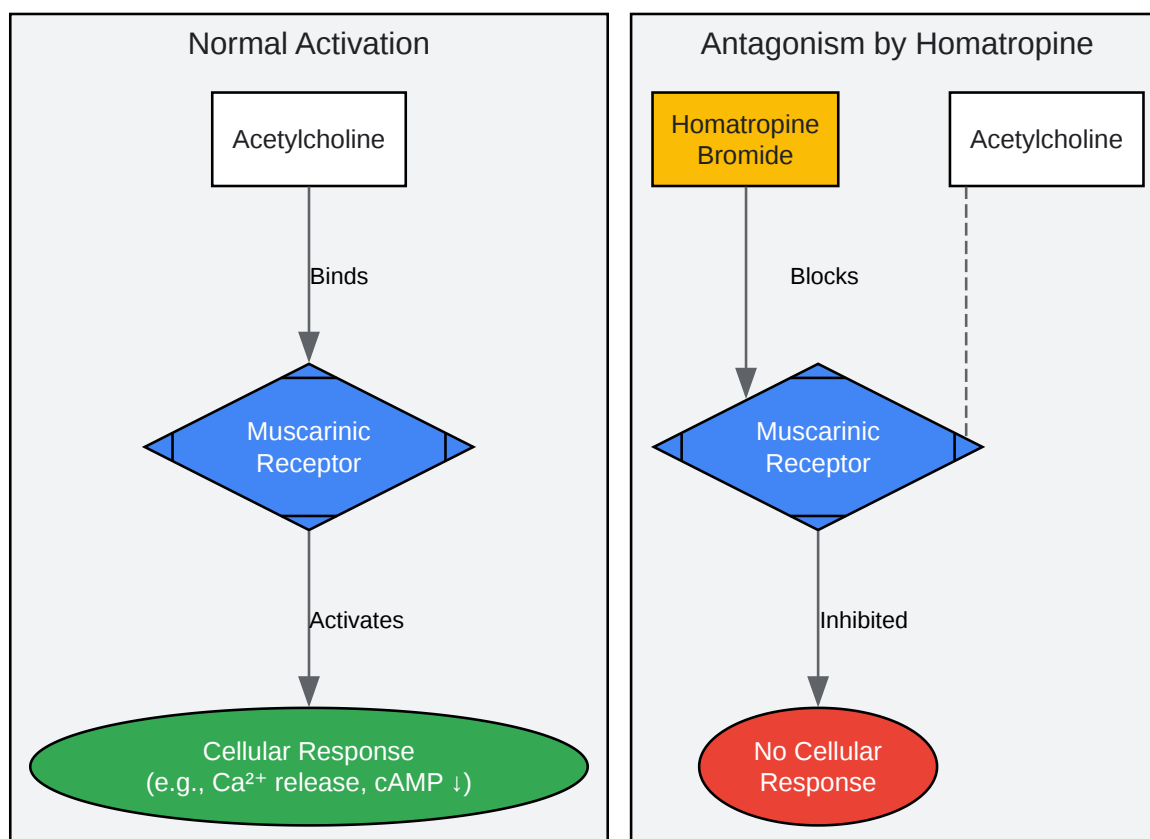 Normal Activation
Acetylcholine
Binds
Muscarinic
Receptor
Activates
Cellular Response
(e.g., Ca²⁺ release, cAMP ↓)
Antagonism by Homatropine
Homatropine
Bromide
Acetylcholine
Blocks
Muscarinic
Receptor
Inhibited
No Cellular
Response